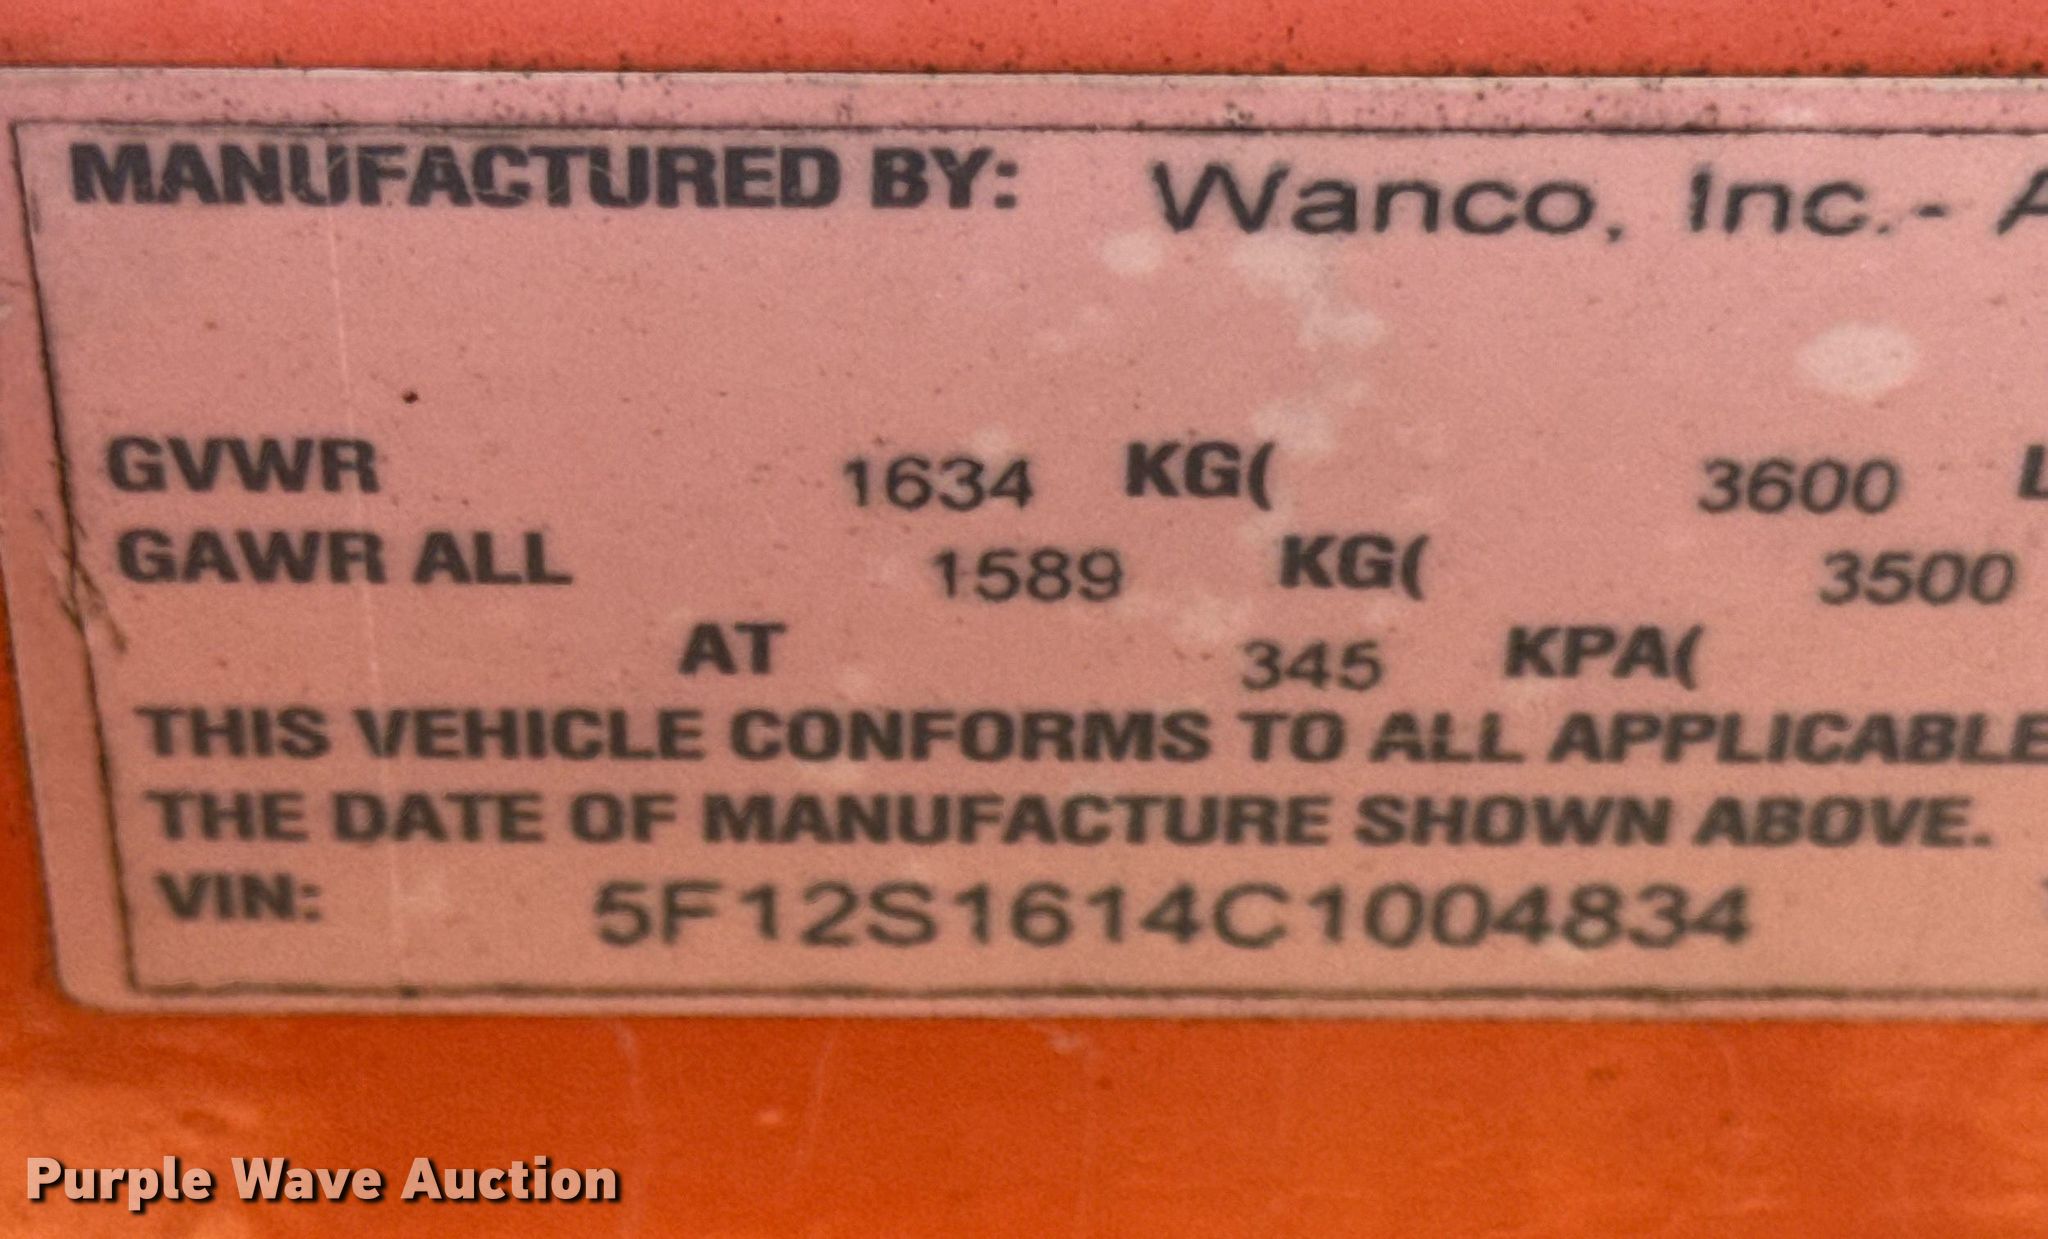 MANUFACTURED BY: Wanco, Inc.- A
GVWR 1634 KG( 3600 L
GAWR ALL 1589 KG( 3500
AT 345 KPA(
THIS VEHICLE CONFORMS TO ALL APPLICABLE
THE DATE OF MANUFACTURE SHOWN ABOVE.
VIN: 5F12S1614C1004834
Purple Wave Auction